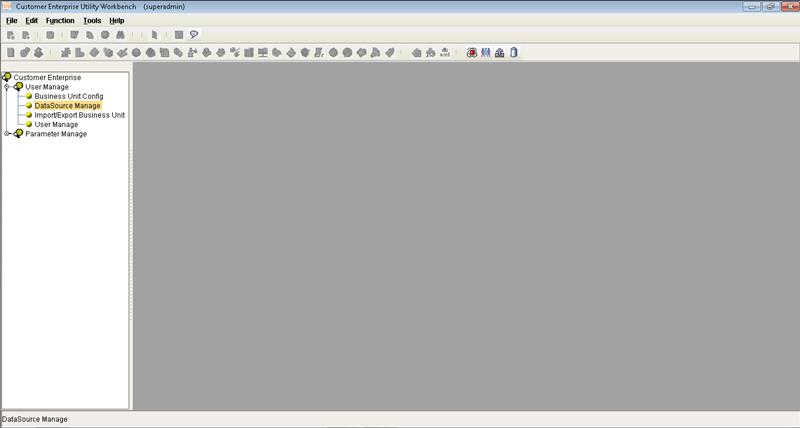 Customer Enterprise Utility Workbench (superadmin)
File Edit Function Tools Help
Customer Enterprise
User Manage
Business Unit Config
DataSource Manage
Import/Export Business Unit
User Manage
Parameter Manage
DataSource Manage